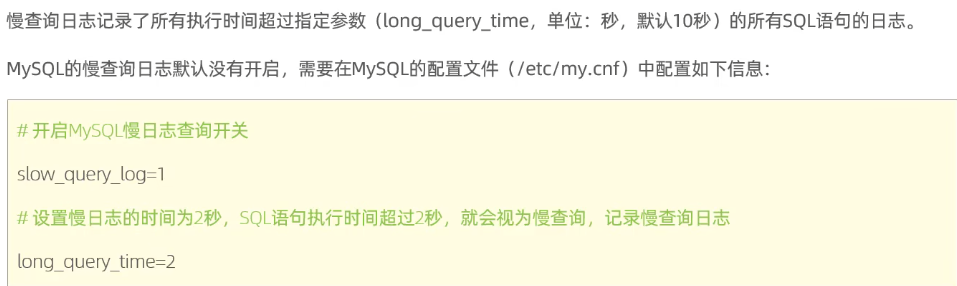 慢查询日志记录了所有执行时间超过指定参数（long_query_time，单位：秒，默认10秒）的所有SQL语句的日志。
MySQL的慢查询日志默认没有开启，需要在MySQL的配置文件（/etc/my.cnf）中配置如下信息：
# 开启MySQL慢日志查询开关
slow_query_log=1
# 设置慢日志的时间为2秒，SQL语句执行时间超过2秒，就会视为慢查询，记录慢查询日志
long_query_time=2